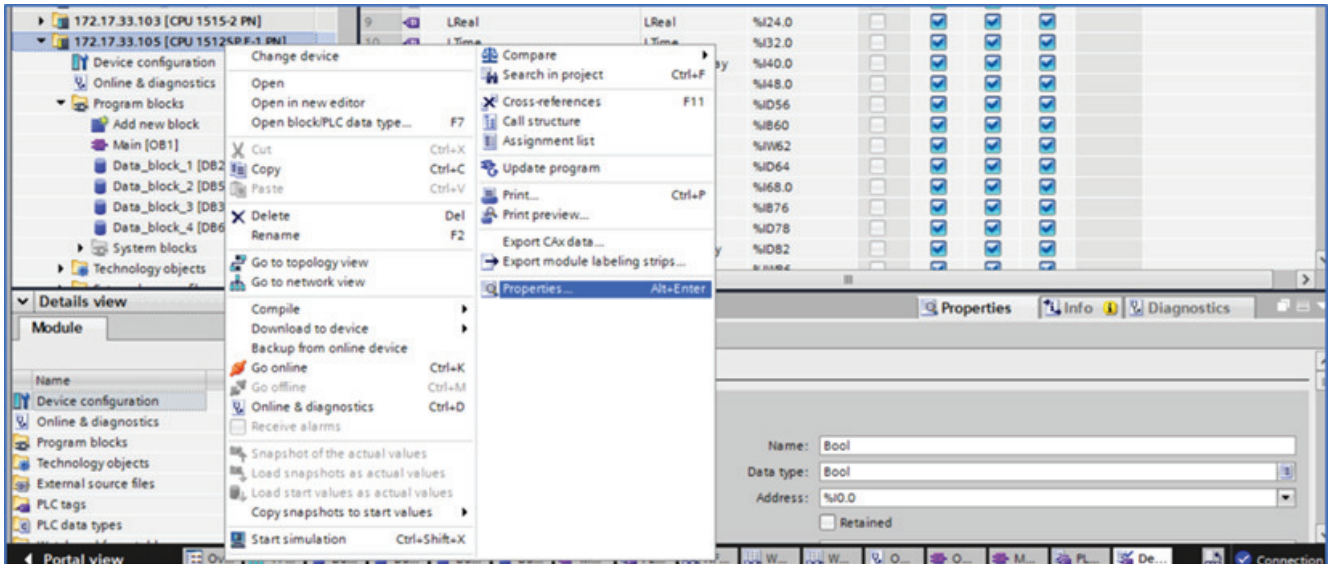 172.17.33.103 [CPU 1515-2 PN]
172.17.33.105 [CPU 1512SP F-1 PN]
Device configuration
Online & diagnostics
Program blocks
Add new block
Main [OB1]
Data_block_1 [DB2
Data_block_2 [DB5
Data_block_3 [DB3
Data_block_4 [DB6
System blocks
Technology objects
9 LReal LReal %I24.0
10 LTime LTime %I32.0
ay %I40.0
%I48.0
%ID56
%IB60
%IW62
%ID64
%I68.0
%IB76
%ID78
y %ID82
Change device
Open
Open in new editor
Open block/PLC data type... F7
Cut Ctrl+X
Copy Ctrl+C
Paste Ctrl+V
Delete Del
Rename F2
Go to topology view
Go to network view
Compile
Download to device
Backup from online device
Go online Ctrl+K
Go offline Ctrl+M
Online & diagnostics Ctrl+D
Receive alarms
Snapshot of the actual values
Load snapshots as actual values
Load start values as actual values
Copy snapshots to start values
Start simulation Ctrl+Shift+X
Compare
Search in project Ctrl+F
Cross-references F11
Call structure
Assignment list
Update program
Print... Ctrl+P
Print preview...
Export CAx data...
Export module labeling strips...
Properties... Alt+Enter
Details view
Module
Name
Device configuration
Online & diagnostics
Program blocks
Technology objects
External source files
PLC tags
PLC data types
Properties Info Diagnostics
Name: Bool
Data type: Bool
Address: %I0.0
Retained
Portal view Ov... W... W... O... O... M... PL... De... Connection